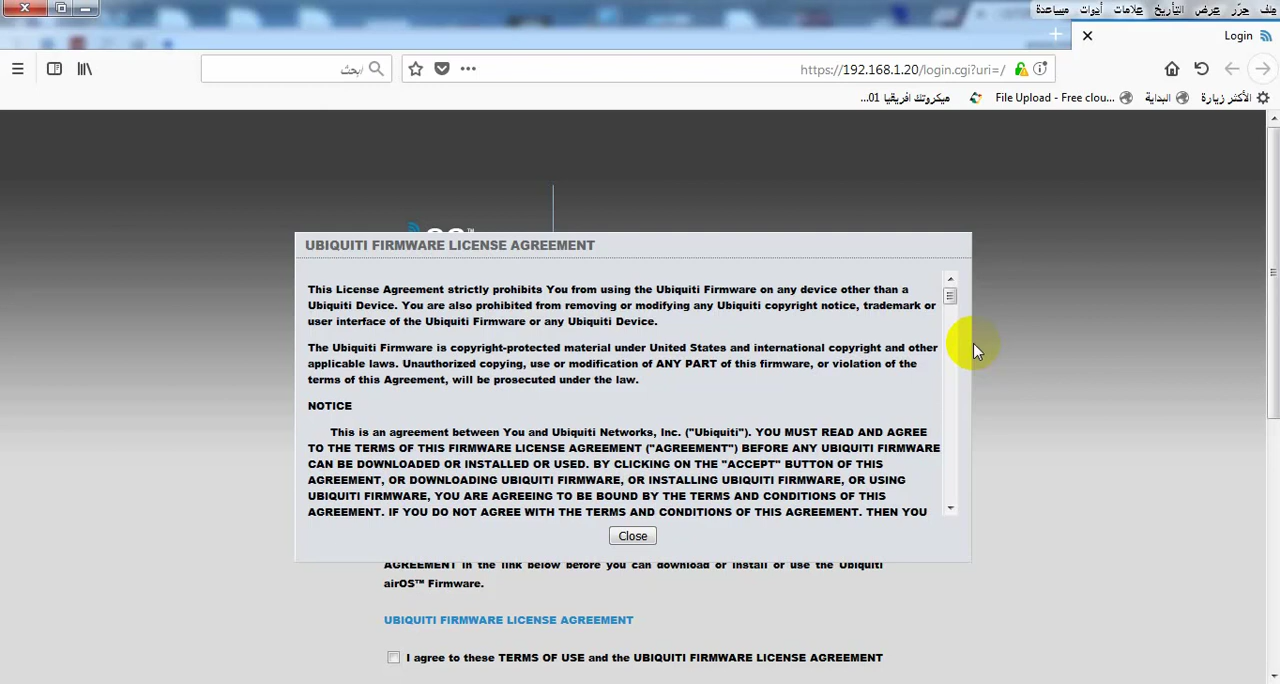 ملف حرّر عرض التأريخ علامات أدوات مساعدة
Login
https://192.168.1.20/login.cgi?uri=/
ابحث
الأكثر زيارة
البداية
File Upload - Free clou...
ميكروتك افريقيا 01...
OS™
UBIQUITI FIRMWARE LICENSE AGREEMENT
This License Agreement strictly prohibits You from using the Ubiquiti Firmware on any device other than a
Ubiquiti Device. You are also prohibited from removing or modifying any Ubiquiti copyright notice, trademark or
user interface of the Ubiquiti Firmware or any Ubiquiti Device.
The Ubiquiti Firmware is copyright-protected material under United States and international copyright and other
applicable laws. Unauthorized copying, use or modification of ANY PART of this firmware, or violation of the
terms of this Agreement, will be prosecuted under the law.
NOTICE
This is an agreement between You and Ubiquiti Networks, Inc. ("Ubiquiti"). YOU MUST READ AND AGREE
TO THE TERMS OF THIS FIRMWARE LICENSE AGREEMENT ("AGREEMENT") BEFORE ANY UBIQUITI FIRMWARE
CAN BE DOWNLOADED OR INSTALLED OR USED. BY CLICKING ON THE "ACCEPT" BUTTON OF THIS
AGREEMENT, OR DOWNLOADING UBIQUITI FIRMWARE, OR INSTALLING UBIQUITI FIRMWARE, OR USING
UBIQUITI FIRMWARE, YOU ARE AGREEING TO BE BOUND BY THE TERMS AND CONDITIONS OF THIS
AGREEMENT. IF YOU DO NOT AGREE WITH THE TERMS AND CONDITIONS OF THIS AGREEMENT, THEN YOU
Close
AGREEMENT in the link below before you can download or install or use the Ubiquiti
airOS™ Firmware.
UBIQUITI FIRMWARE LICENSE AGREEMENT
I agree to these TERMS OF USE and the UBIQUITI FIRMWARE LICENSE AGREEMENT